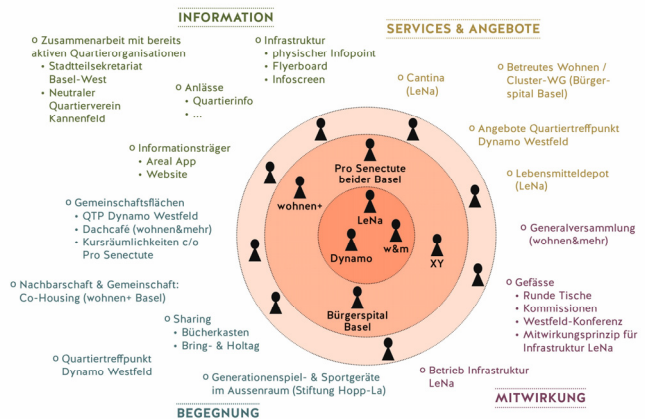 INFORMATION
Zusammenarbeit mit bereits
aktiven Quartierorganisationen
• Stadtteilsekretariat
Basel-West
• Neutraler
Quartierverein
Kannenfeld
Anlässe
• Quartierinfo
• ...
Infrastruktur
• physischer Infopoint
• Flyerboard
• Infoscreen
Informationsträger
• Areal App
• Website
SERVICES & ANGEBOTE
Cantina
(LeNa)
Betreutes Wohnen /
Cluster-WG (Bürger-
spital Basel)
Angebote Quartiertreffpunkt
Dynamo Westfeld
Lebensmitteldepot
(LeNa)
Pro Senectute
beider Basel
wohnen+
LeNa
w&m
Dynamo
XY
Bürgerspital
Basel
Gemeinschaftsflächen
• QTP Dynamo Westfeld
• Dachcafé (wohnen&mehr)
- Kursräumlichkeiten c/o
Pro Senectute
Nachbarschaft & Gemeinschaft:
Co-Housing (wohnen+ Basel)
Sharing
• Bücherkasten
• Bring- & Holtag
Quartiertreffpunkt
Dynamo Westfeld
Generationenspiel- & Sportgeräte
im Aussenraum (Stiftung Hopp-La)
BEGEGNUNG
Generalversammlung
(wohnen&mehr)
Gefässe
• Runde Tische
• Kommissionen
• Westfeld-Konferenz
• Mitwirkungsprinzip für
Infrastruktur LeNa
Betrieb Infrastruktur
LeNa
MITWIRKUNG